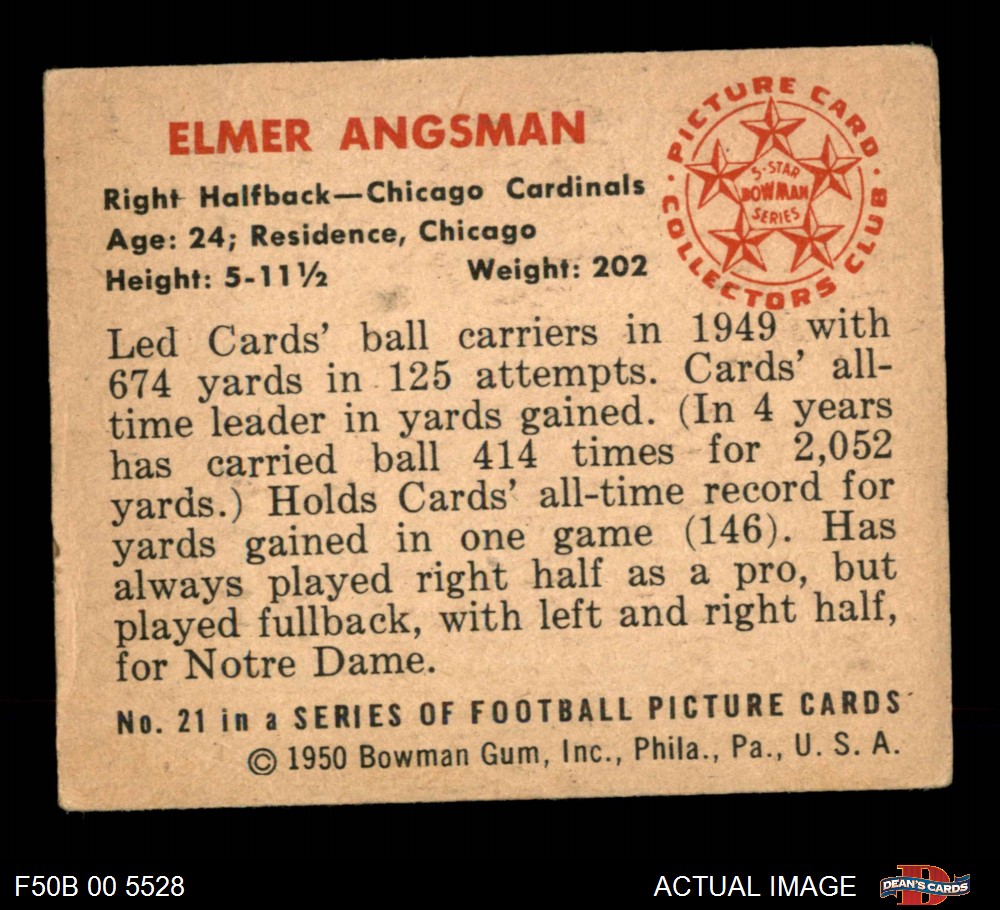 ELMER ANGSMAN
Right Halfback—Chicago Cardinals
Age: 24; Residence, Chicago
Height: 5-11½ Weight: 202
PICTURE CARD
COLLECTORS CLUB
5-STAR
BOWMAN
SERIES
Led Cards' ball carriers in 1949 with
674 yards in 125 attempts. Cards' all-
time leader in yards gained. (In 4 years
has carried ball 414 times for 2,052
yards.) Holds Cards' all-time record for
yards gained in one game (146). Has
always played right half as a pro, but
played fullback, with left and right half,
for Notre Dame.
No. 21 in a SERIES OF FOOTBALL PICTURE CARDS
© 1950 Bowman Gum, Inc., Phila., Pa., U. S. A.
F50B 00 5528
ACTUAL IMAGE
D
DEAN'S CARDS